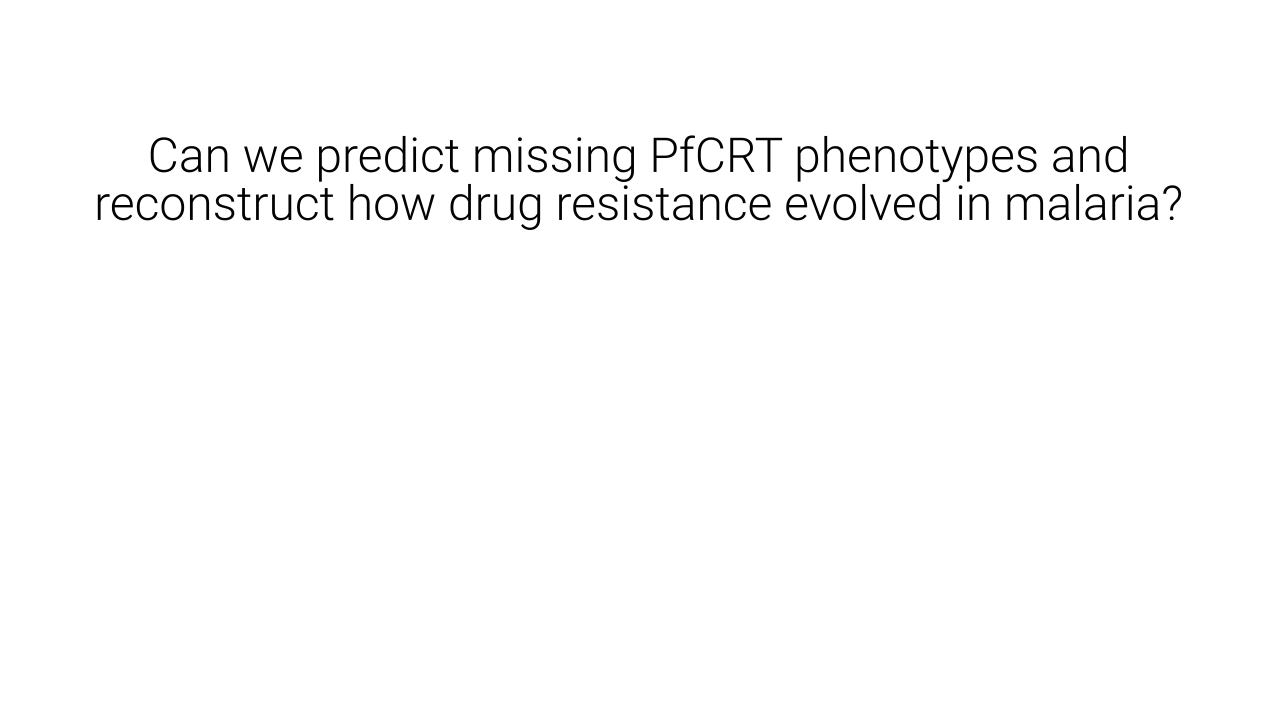 Can we predict missing PfCRT phenotypes and
reconstruct how drug resistance evolved in malaria?